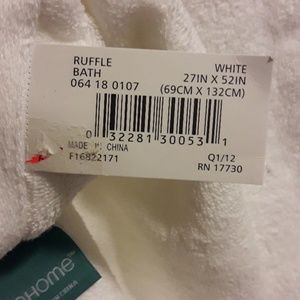 RUFFLE
BATH
064 18 0107
WHITE
27IN X 52IN
(69CM X 132CM)
0 32281 30053 1
MADE IN CHINA
F16822171
Q1/12
RN 17730
home™